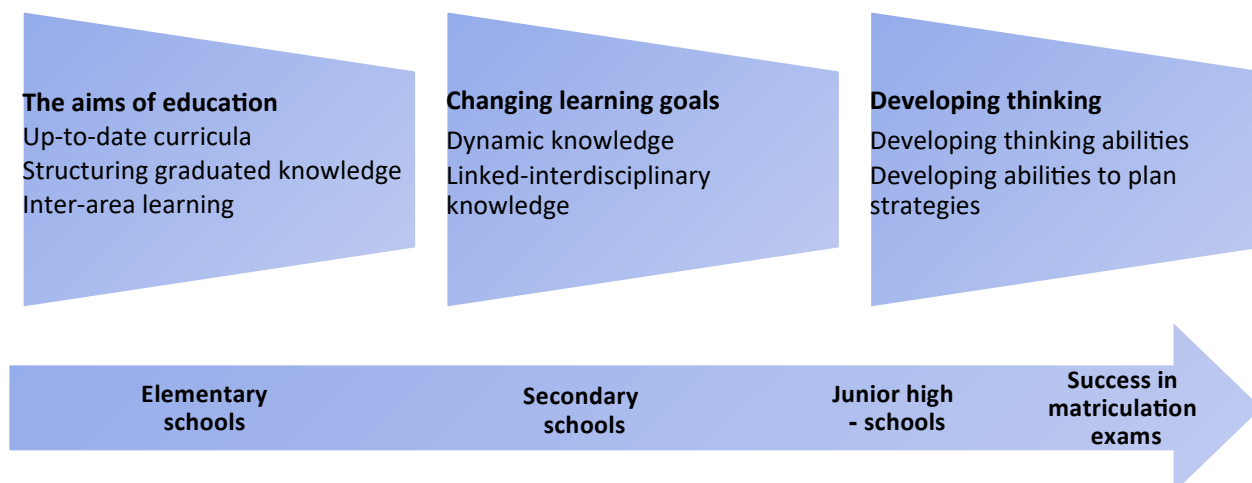 The aims of education
Up-to-date curricula
Structuring graduated knowledge
Inter-area learning
Changing learning goals
Dynamic knowledge
Linked-interdisciplinary
knowledge
Developing thinking
Developing thinking abilities
Developing abilities to plan
strategies
Elementary
schools
Secondary
schools
Junior high
- schools
Success in
matriculation
exams